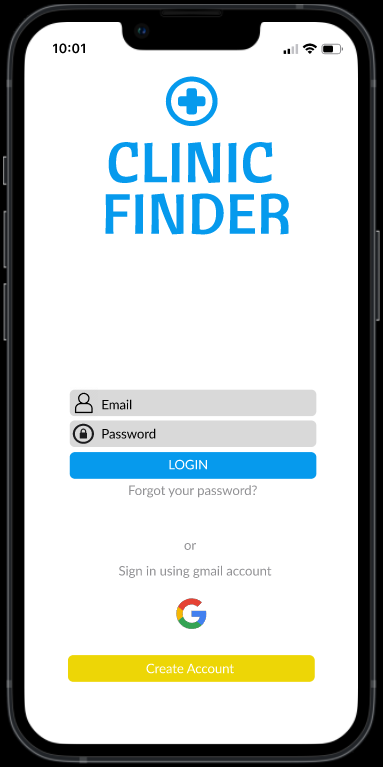 10:01
CLINIC
FINDER
Email
Password
LOGIN
Forgot your password?
or
Sign in using gmail account
Create Account